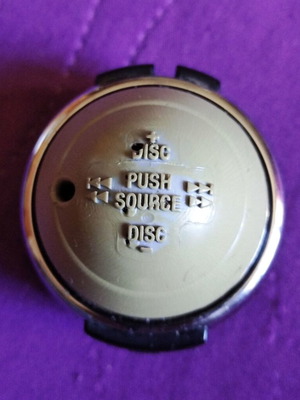 +
DISC
PUSH
SOURCE
DISC
-